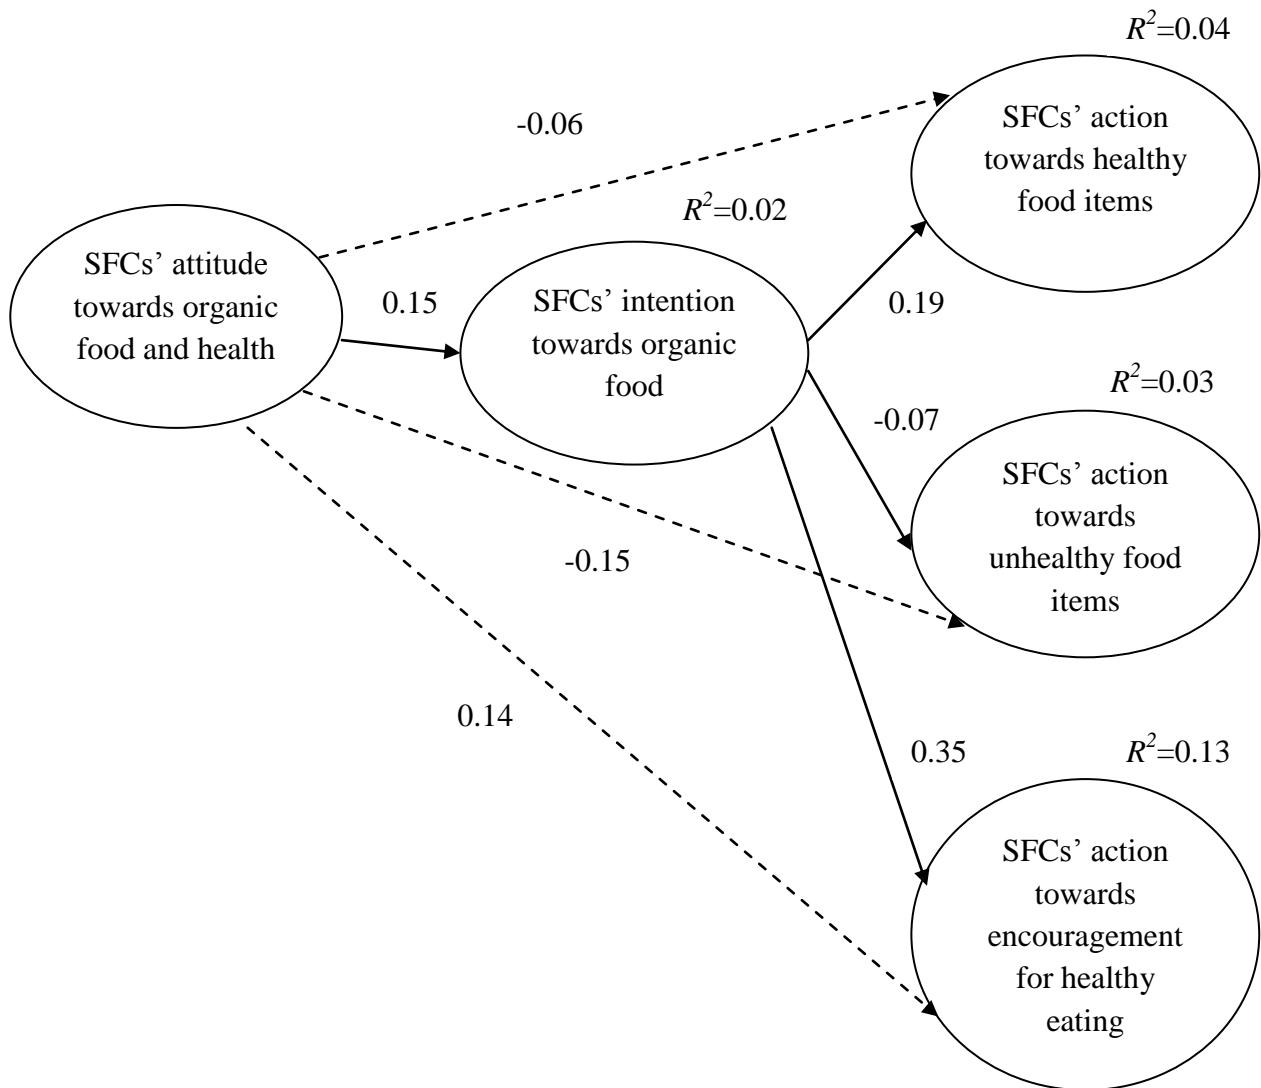 R²=0.04
SFCs’ action
towards healthy
food items
-0.06
R²=0.02
SFCs’ attitude
towards organic
food and health
0.15
SFCs’ intention
towards organic
food
0.19
R²=0.03
-0.07
SFCs’ action
towards
unhealthy food
items
-0.15
0.14
0.35
R²=0.13
SFCs’ action
towards
encouragement
for healthy
eating